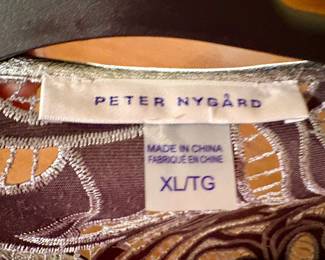 PETER NYGÅRD
MADE IN CHINA
FABRIQUÉ EN CHINE
XL/TG